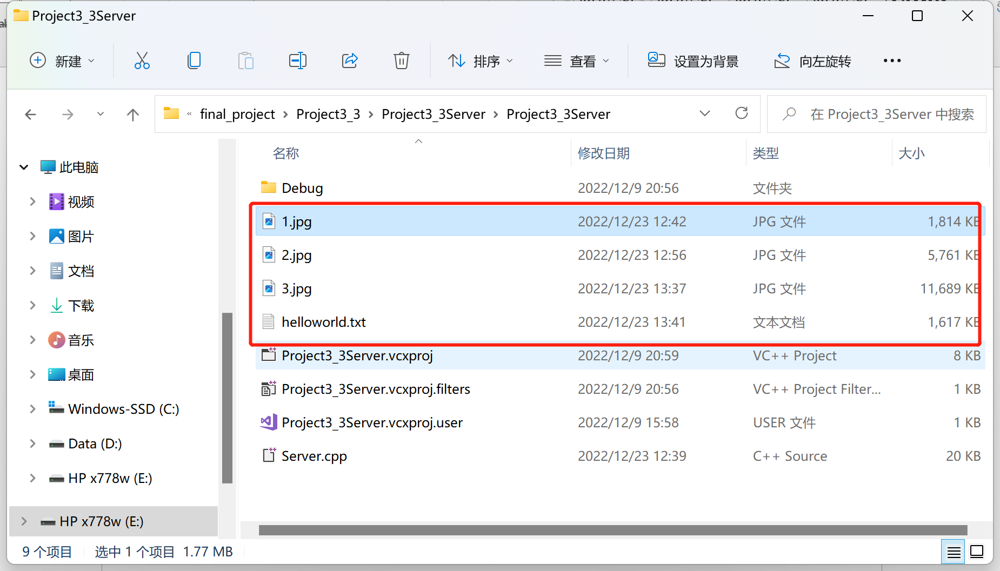 Project3_3Server
新建 排序 查看 设置为背景 向左旋转
« final_project › Project3_3 › Project3_3Server › Project3_3Server 在 Project3_3Server 中搜索
名称 修改日期 类型 大小
此电脑
视频
图片
文档
下载
音乐
桌面
Windows-SSD (C:)
Data (D:)
HP x778w (E:)
HP x778w (E:)
Debug 2022/12/9 20:56 文件夹
1.jpg 2022/12/23 12:42 JPG 文件 1,814 KB
2.jpg 2022/12/23 12:56 JPG 文件 5,761 KB
3.jpg 2022/12/23 13:37 JPG 文件 11,689 KB
helloworld.txt 2022/12/23 13:41 文本文档 1,617 KB
Project3_3Server.vcxproj 2022/12/9 20:59 VC++ Project 8 KB
Project3_3Server.vcxproj.filters 2022/12/9 20:56 VC++ Project Filter... 1 KB
Project3_3Server.vcxproj.user 2022/12/9 15:58 USER 文件 1 KB
Server.cpp 2022/12/23 12:39 C++ Source 20 KB
9 个项目 选中 1 个项目 1.77 MB